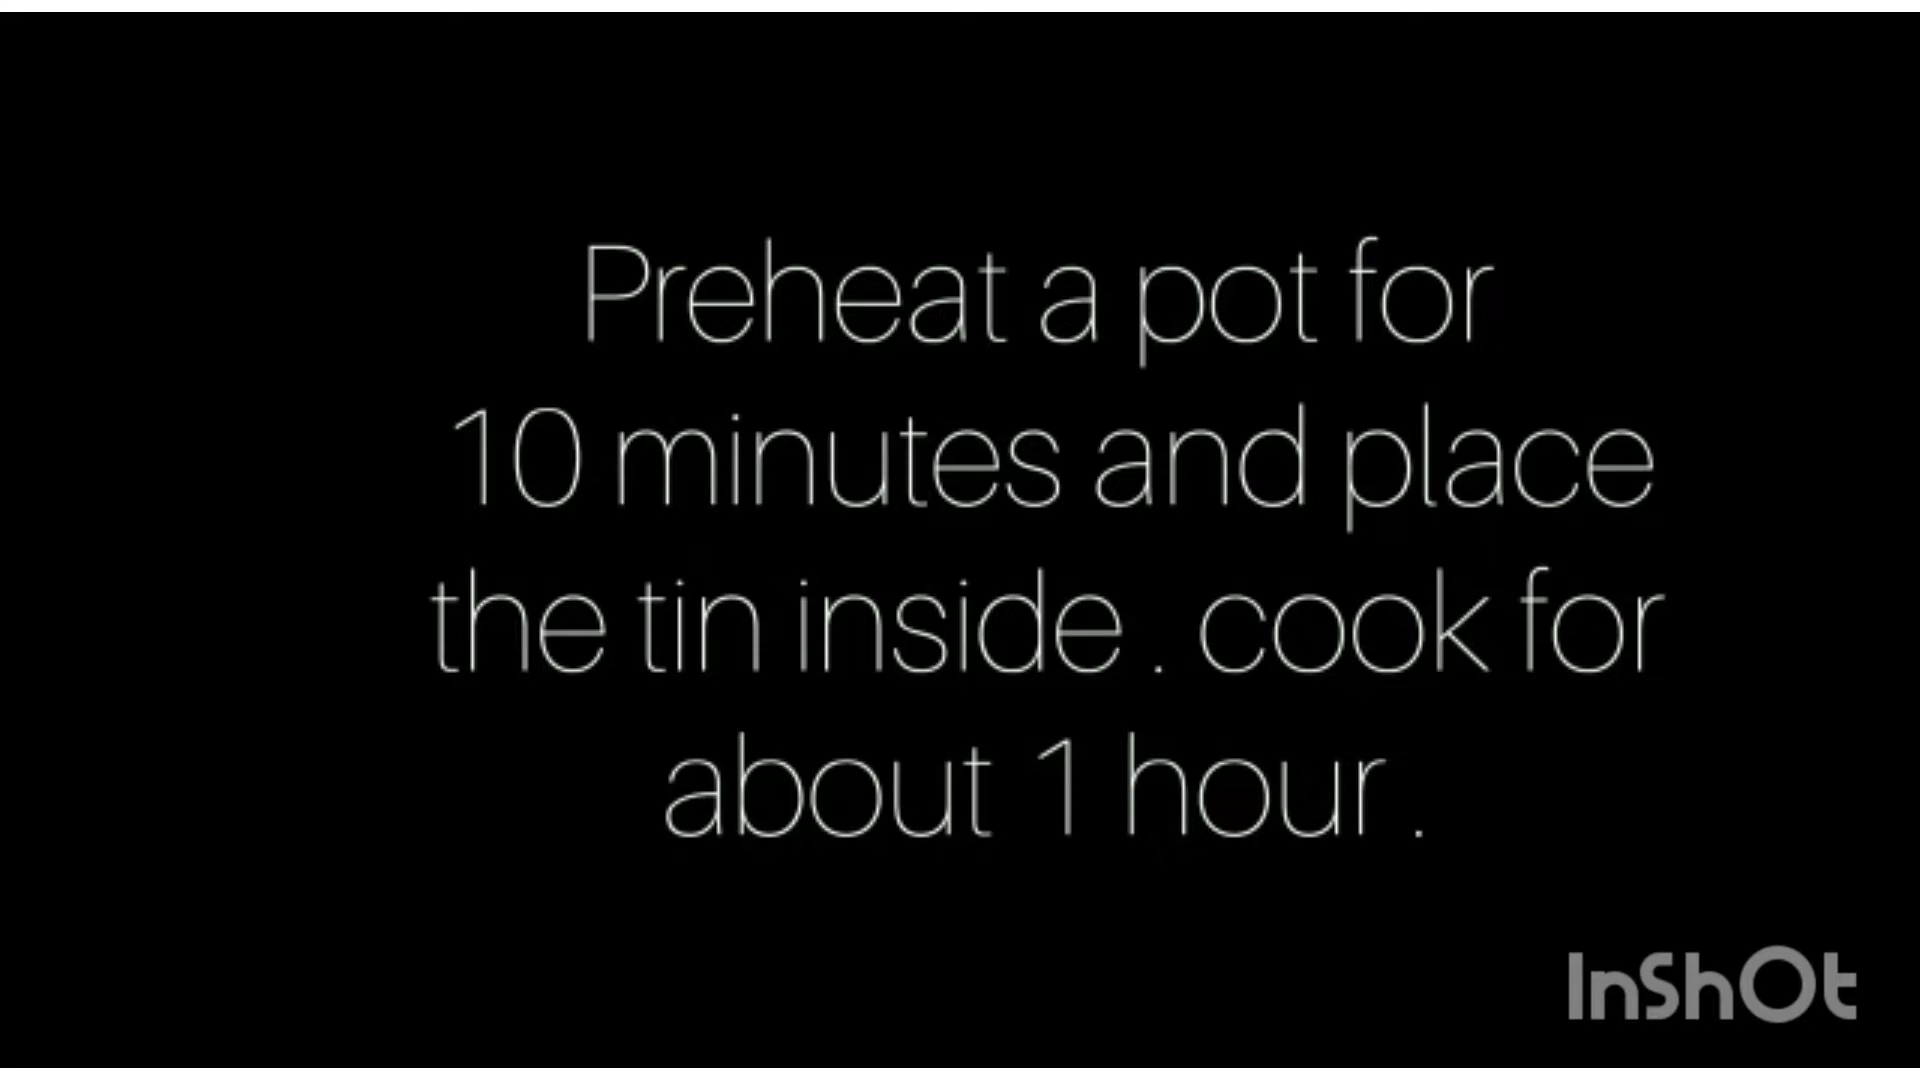 Preheat a pot for
10 minutes and place
the tin inside . cook for
about 1 hour .
InShOt